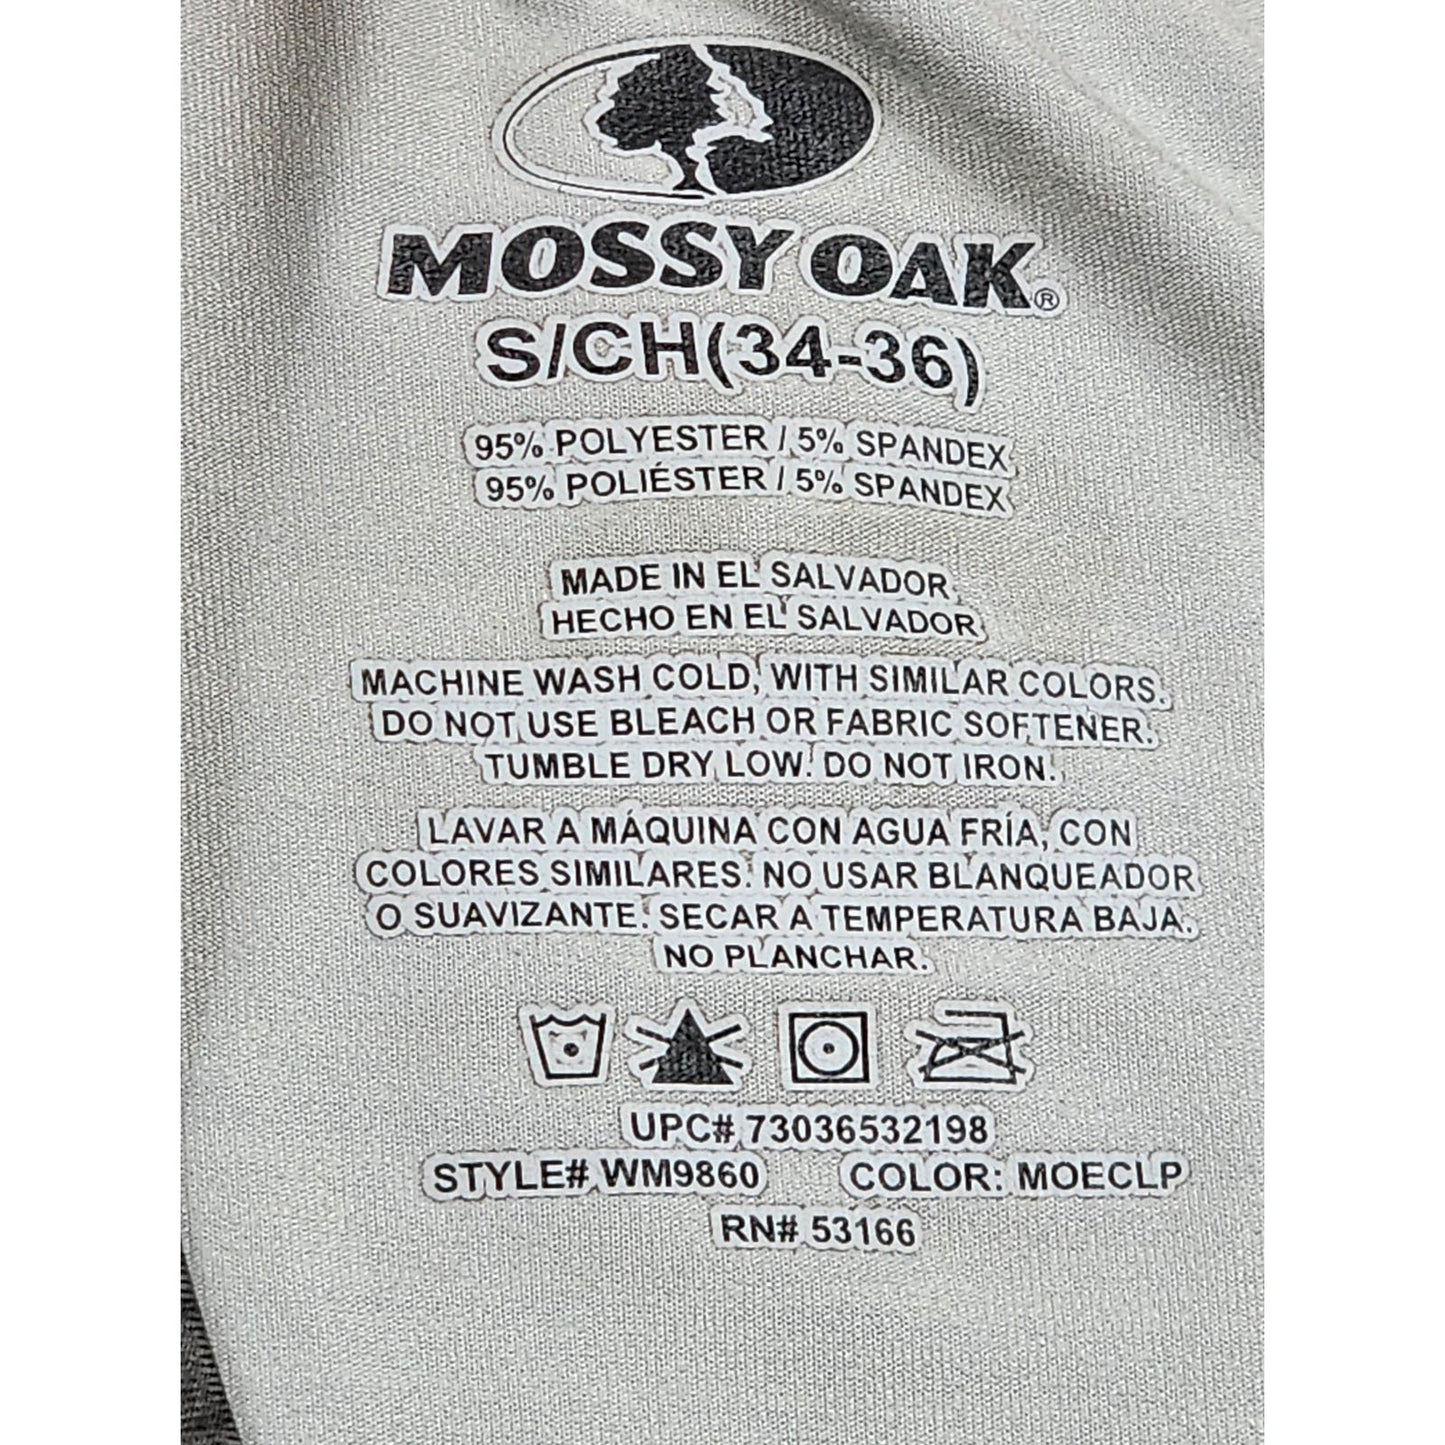 MOSSY OAK®
S/CH(34-36)
95% POLYESTER / 5% SPANDEX
95% POLIÉSTER / 5% SPANDEX
MADE IN EL SALVADOR
HECHO EN EL SALVADOR
MACHINE WASH COLD, WITH SIMILAR COLORS.
DO NOT USE BLEACH OR FABRIC SOFTENER.
TUMBLE DRY LOW. DO NOT IRON.
LAVAR A MÁQUINA CON AGUA FRÍA, CON
COLORES SIMILARES. NO USAR BLANQUEADOR
O SUAVIZANTE. SECAR A TEMPERATURA BAJA.
NO PLANCHAR.
UPC# 73036532198
STYLE# WM9860 COLOR: MOECLP
RN# 53166